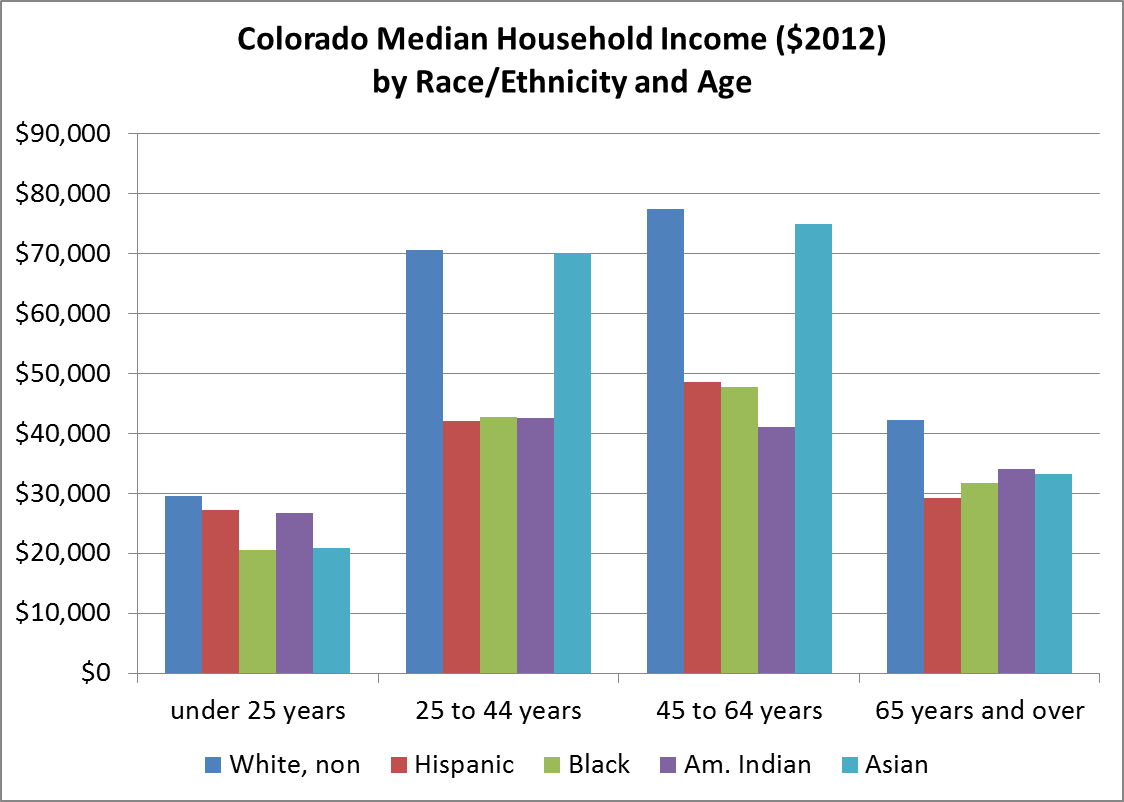 Colorado Median Household Income ($2012)
by Race/Ethnicity and Age
$90,000
$80,000
$70,000
$60,000
$50,000
$40,000
$30,000
$20,000
$10,000
$0
under 25 years 25 to 44 years 45 to 64 years 65 years and over
White, non Hispanic Black Am. Indian Asian